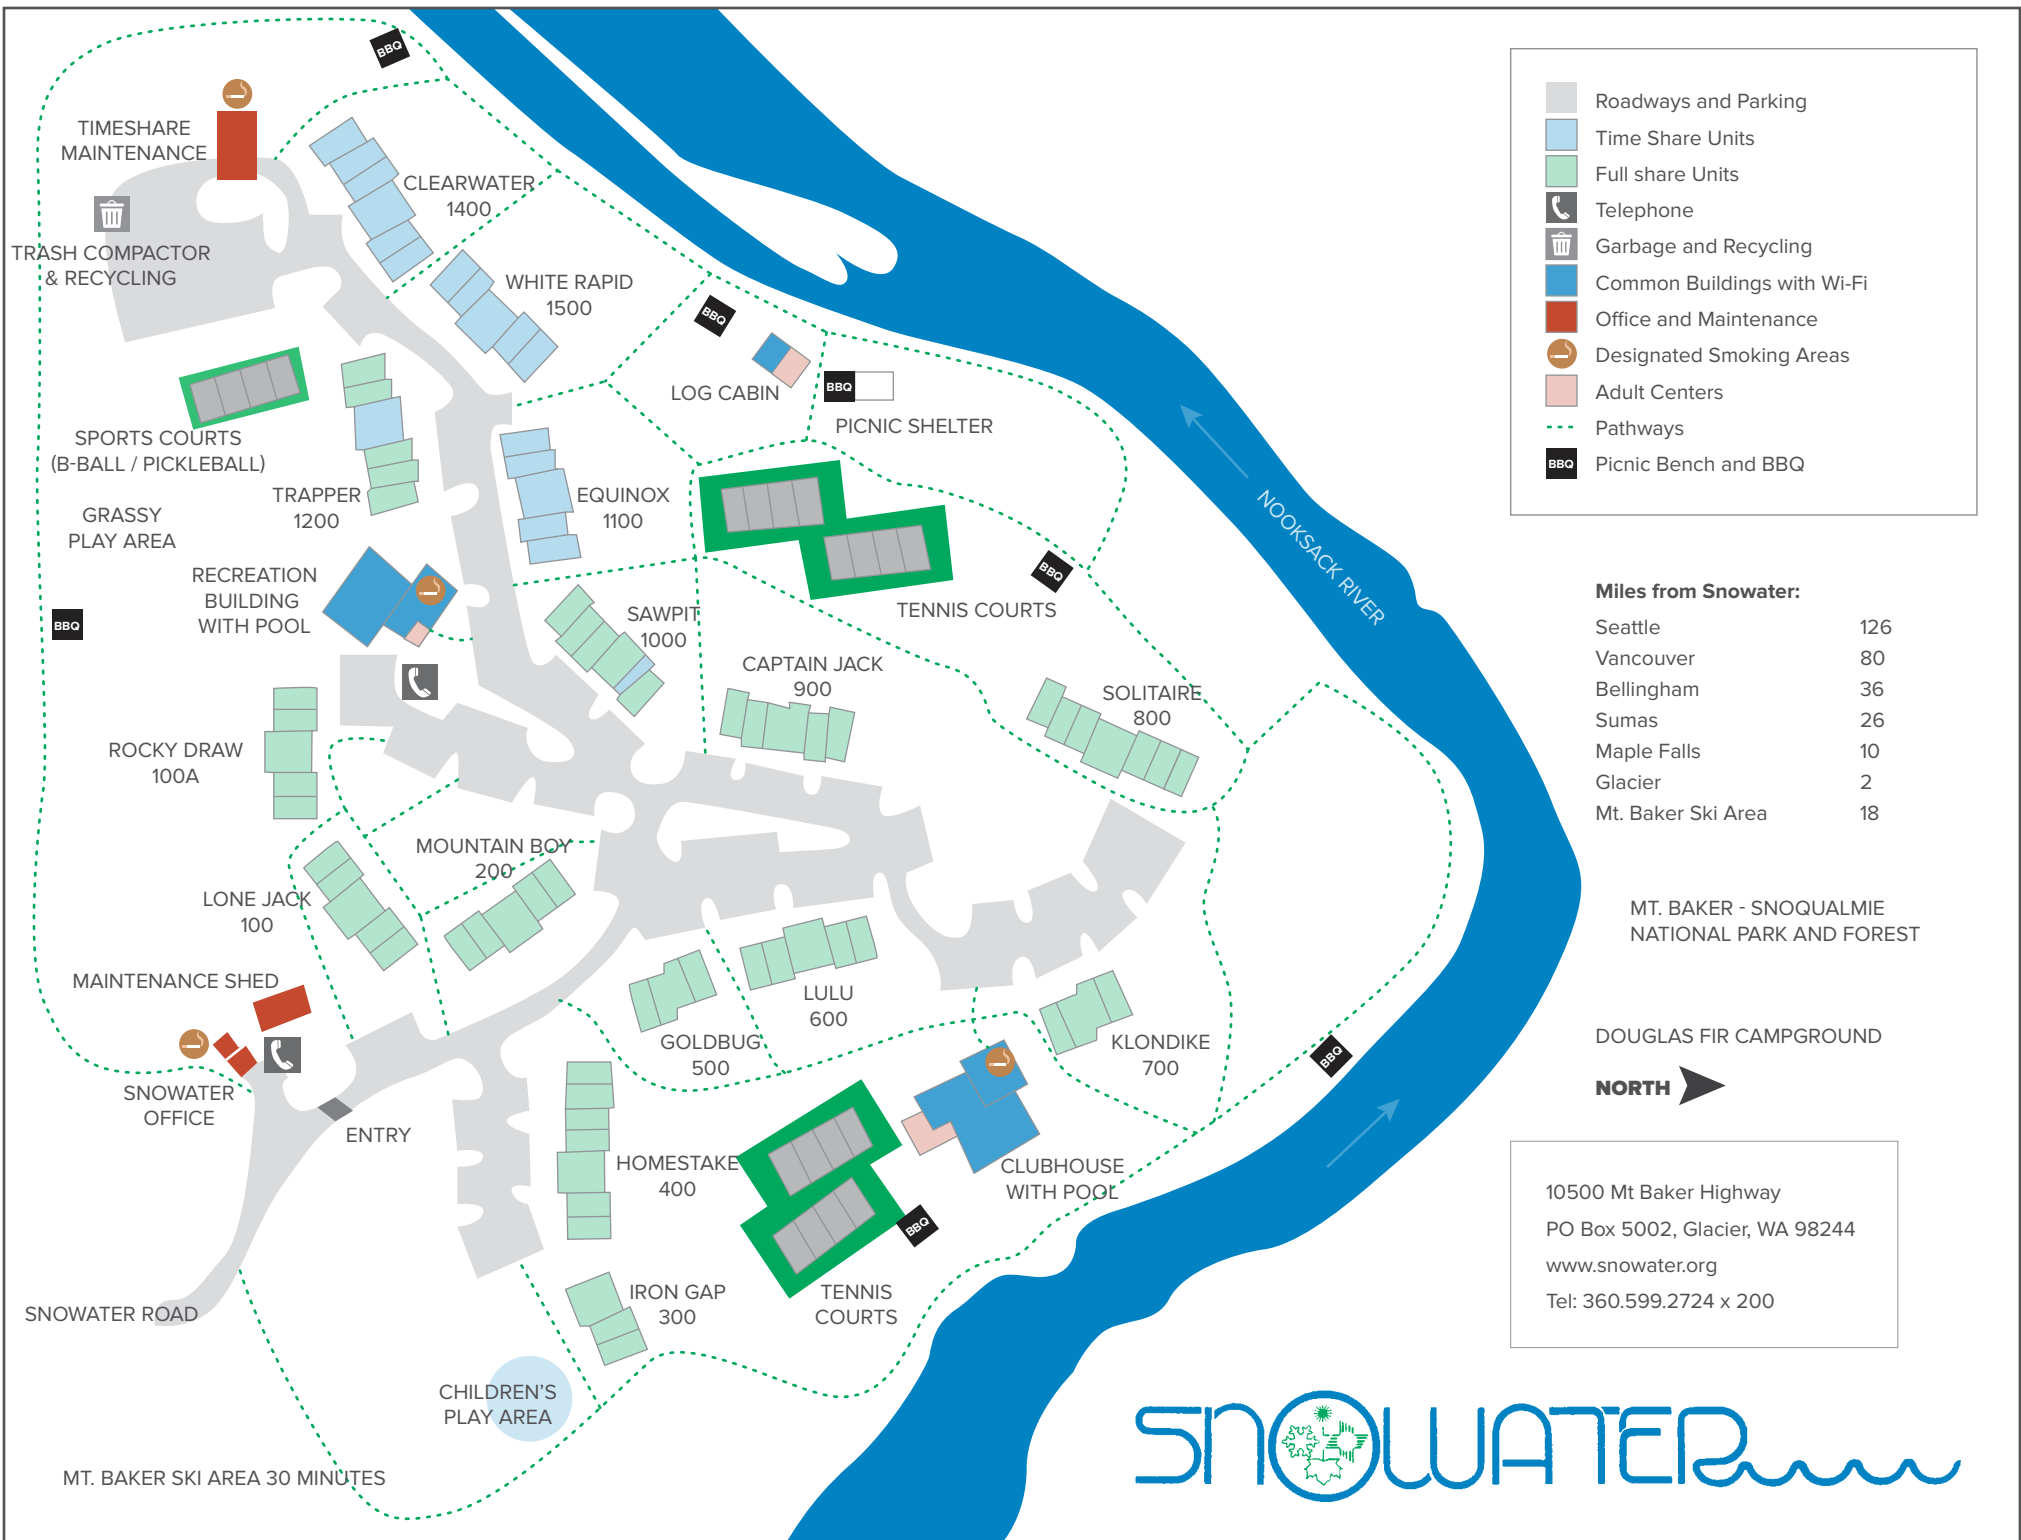 BBQ
TIMESHARE
MAINTENANCE
TRASH COMPACTOR
& RECYCLING
CLEARWATER
1400
WHITE RAPID
1500
BBQ
LOG CABIN
BBQ
PICNIC SHELTER
SPORTS COURTS
(B-BALL / PICKLEBALL)
TRAPPER
1200
EQUINOX
1100
GRASSY
PLAY AREA
RECREATION
BUILDING
WITH POOL
BBQ
SAWPIT
1000
TENNIS COURTS
BBQ
CAPTAIN JACK
900
SOLITAIRE
800
NOOKSACK RIVER
ROCKY DRAW
100A
MOUNTAIN BOY
200
LONE JACK
100
MAINTENANCE SHED
SNOWATER
OFFICE
ENTRY
GOLDBUG
500
LULU
600
KLONDIKE
700
BBQ
HOMESTAKE
400
CLUBHOUSE
WITH POOL
BBQ
TENNIS
COURTS
IRON GAP
300
SNOWATER ROAD
CHILDREN'S
PLAY AREA
MT. BAKER SKI AREA 30 MINUTES
Roadways and Parking
Time Share Units
Full share Units
Telephone
Garbage and Recycling
Common Buildings with Wi-Fi
Office and Maintenance
Designated Smoking Areas
Adult Centers
Pathways
BBQ Picnic Bench and BBQ
Miles from Snowater:
Seattle 126
Vancouver 80
Bellingham 36
Sumas 26
Maple Falls 10
Glacier 2
Mt. Baker Ski Area 18
MT. BAKER - SNOQUALMIE
NATIONAL PARK AND FOREST
DOUGLAS FIR CAMPGROUND
NORTH
10500 Mt Baker Highway
PO Box 5002, Glacier, WA 98244
www.snowater.org
Tel: 360.599.2724 x 200
SNOWATER